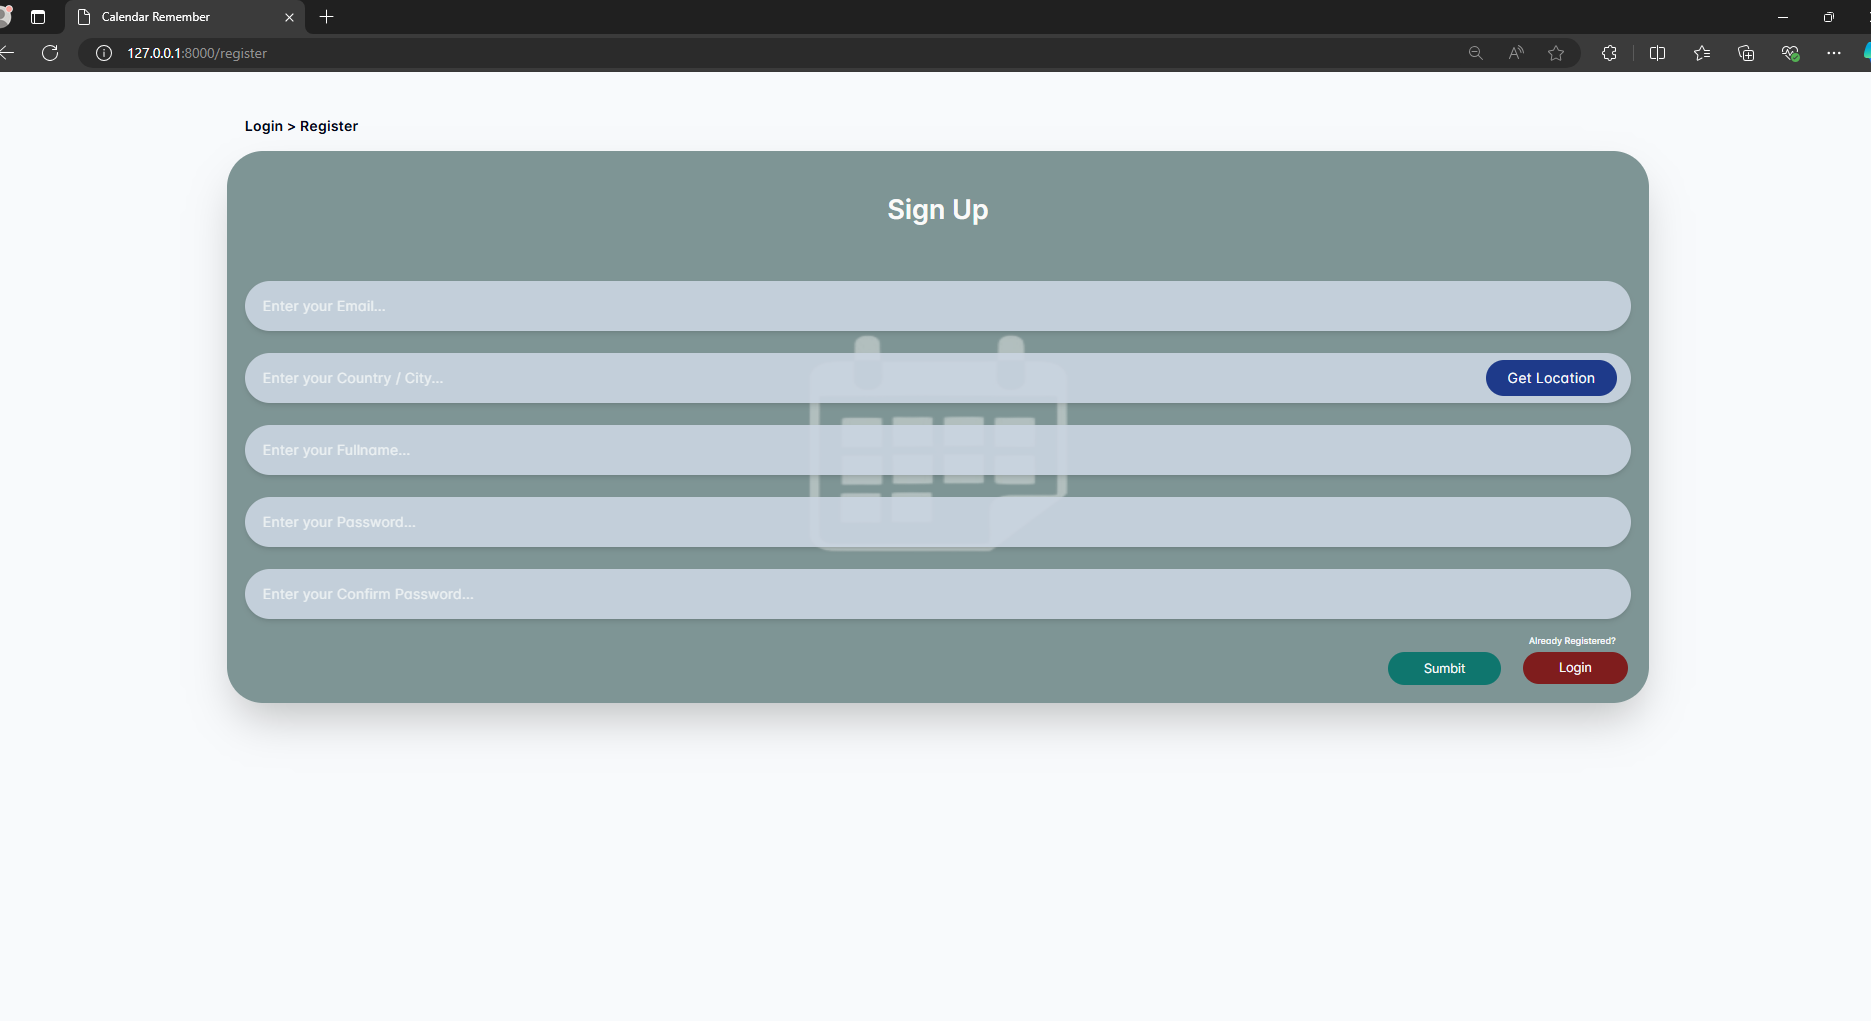 Calendar Remember
127.0.0.1:8000/register
Login > Register
Sign Up
Enter your Email...
Enter your Country / City...
Get Location
Enter your Fullname...
Enter your Password...
Enter your Confirm Password...
Already Registered?
Sumbit
Login